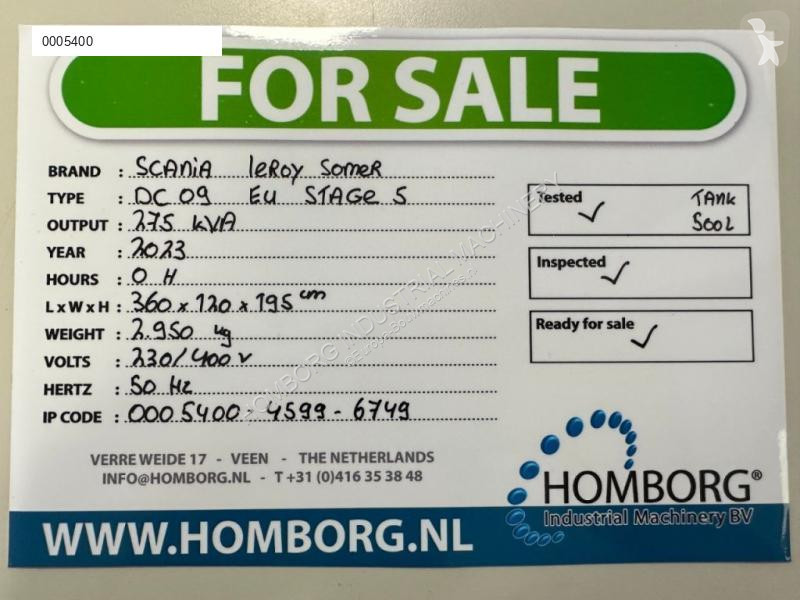 0005400
FOR SALE
BRAND : SCANiA leROY SOMER
TYPE : DC 09 EU STAGE 5
OUTPUT : 275 KVA
YEAR : 2023
HOURS : 0 H
L x W x H : 360 x 120 x 195 cm
WEIGHT : 2.950 kg
VOLTS : 230/400 v
HERTZ : 50 Hz
IP CODE : 0005400 - 4599 - 6749
Tested ✓ TANK
500L
Inspected ✓
Ready for sale ✓
VERRE WEIDE 17 - VEEN - THE NETHERLANDS
INFO@HOMBORG.NL - T +31 (0)416 35 38 48
HOMBORG®
Industrial Machinery BV
WWW.HOMBORG.NL
HOMBORG INDUSTRIAL MACHINERY